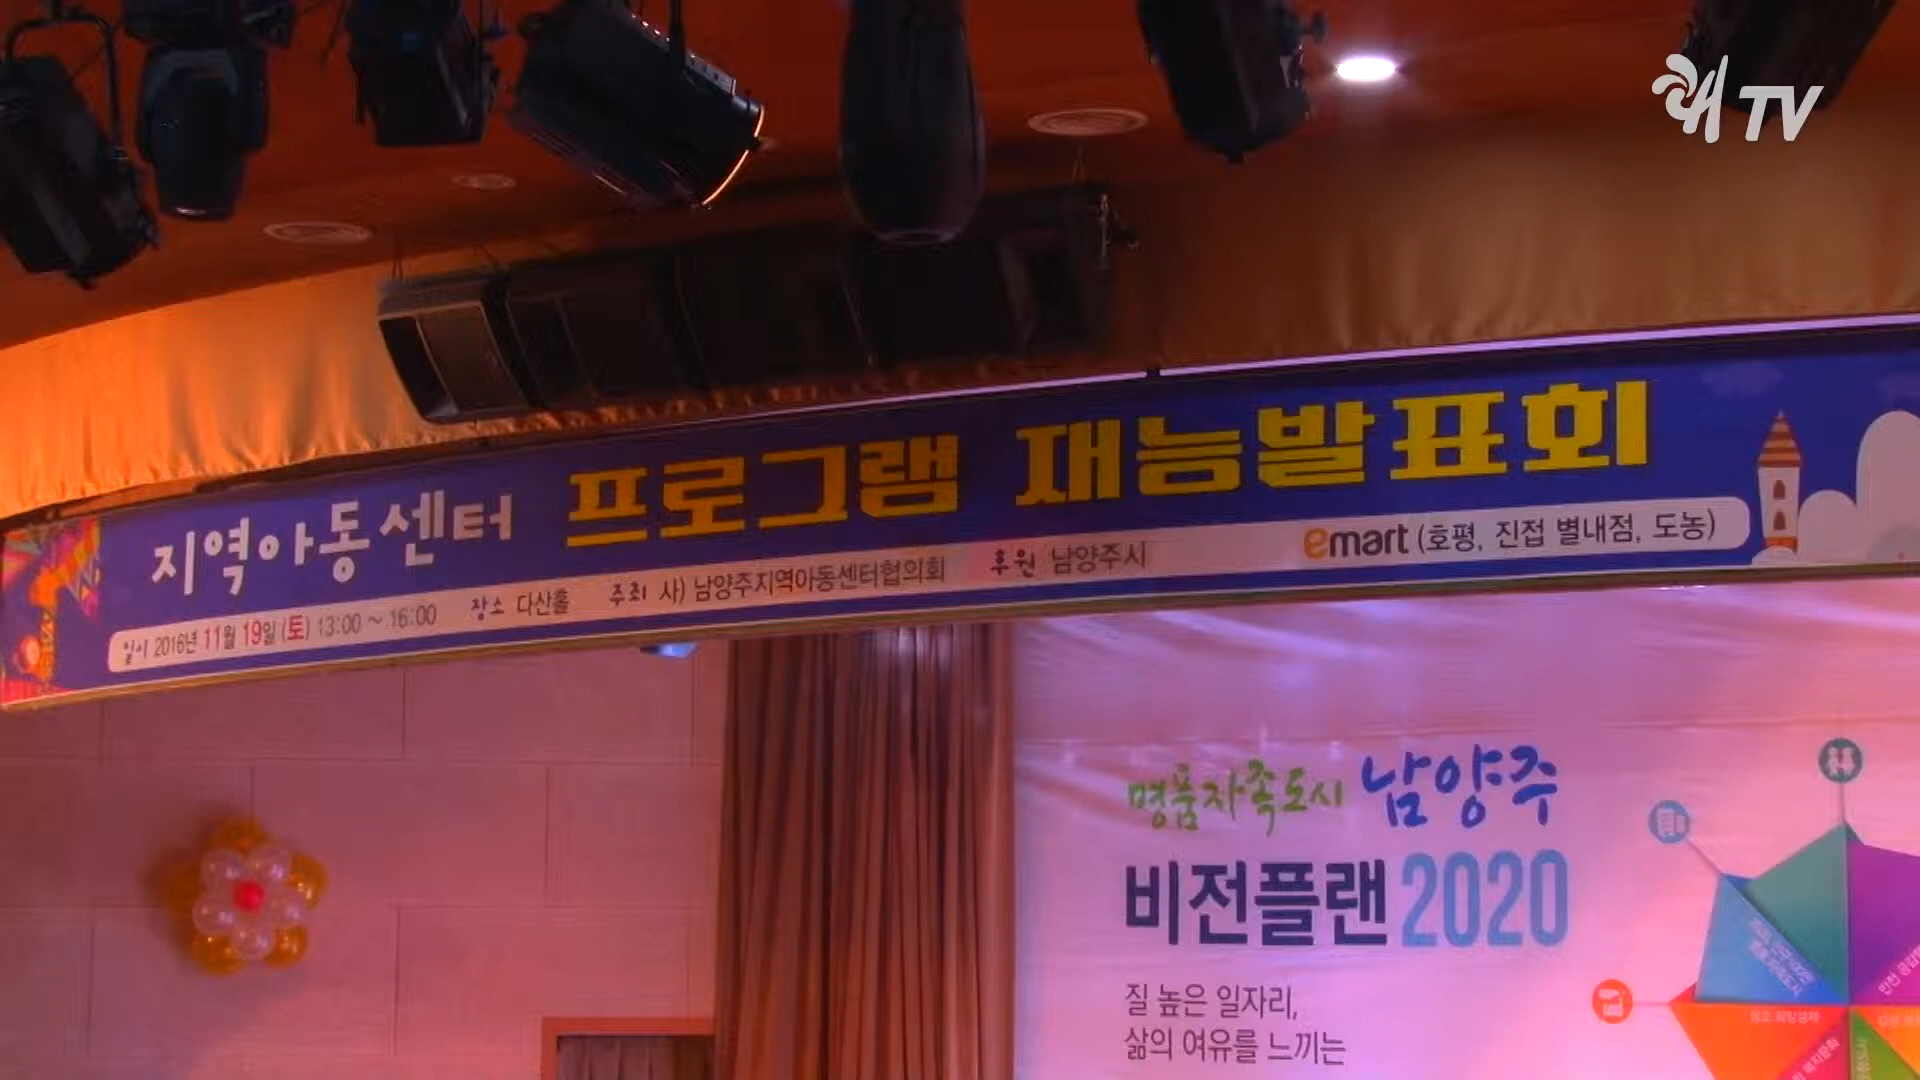 TV
지역아동센터 프로그램 재능발표회
일시 2016년 11월 19일 (토) 13:00 ~ 16:00 장소 다산홀 주최 사) 남양주지역아동센터협의회 후원 남양주시 emart (호평, 진접 별내점, 도농)
명품자족도시 남양주
비전플랜 2020
질 높은 일자리,
삶의 여유를 느끼는